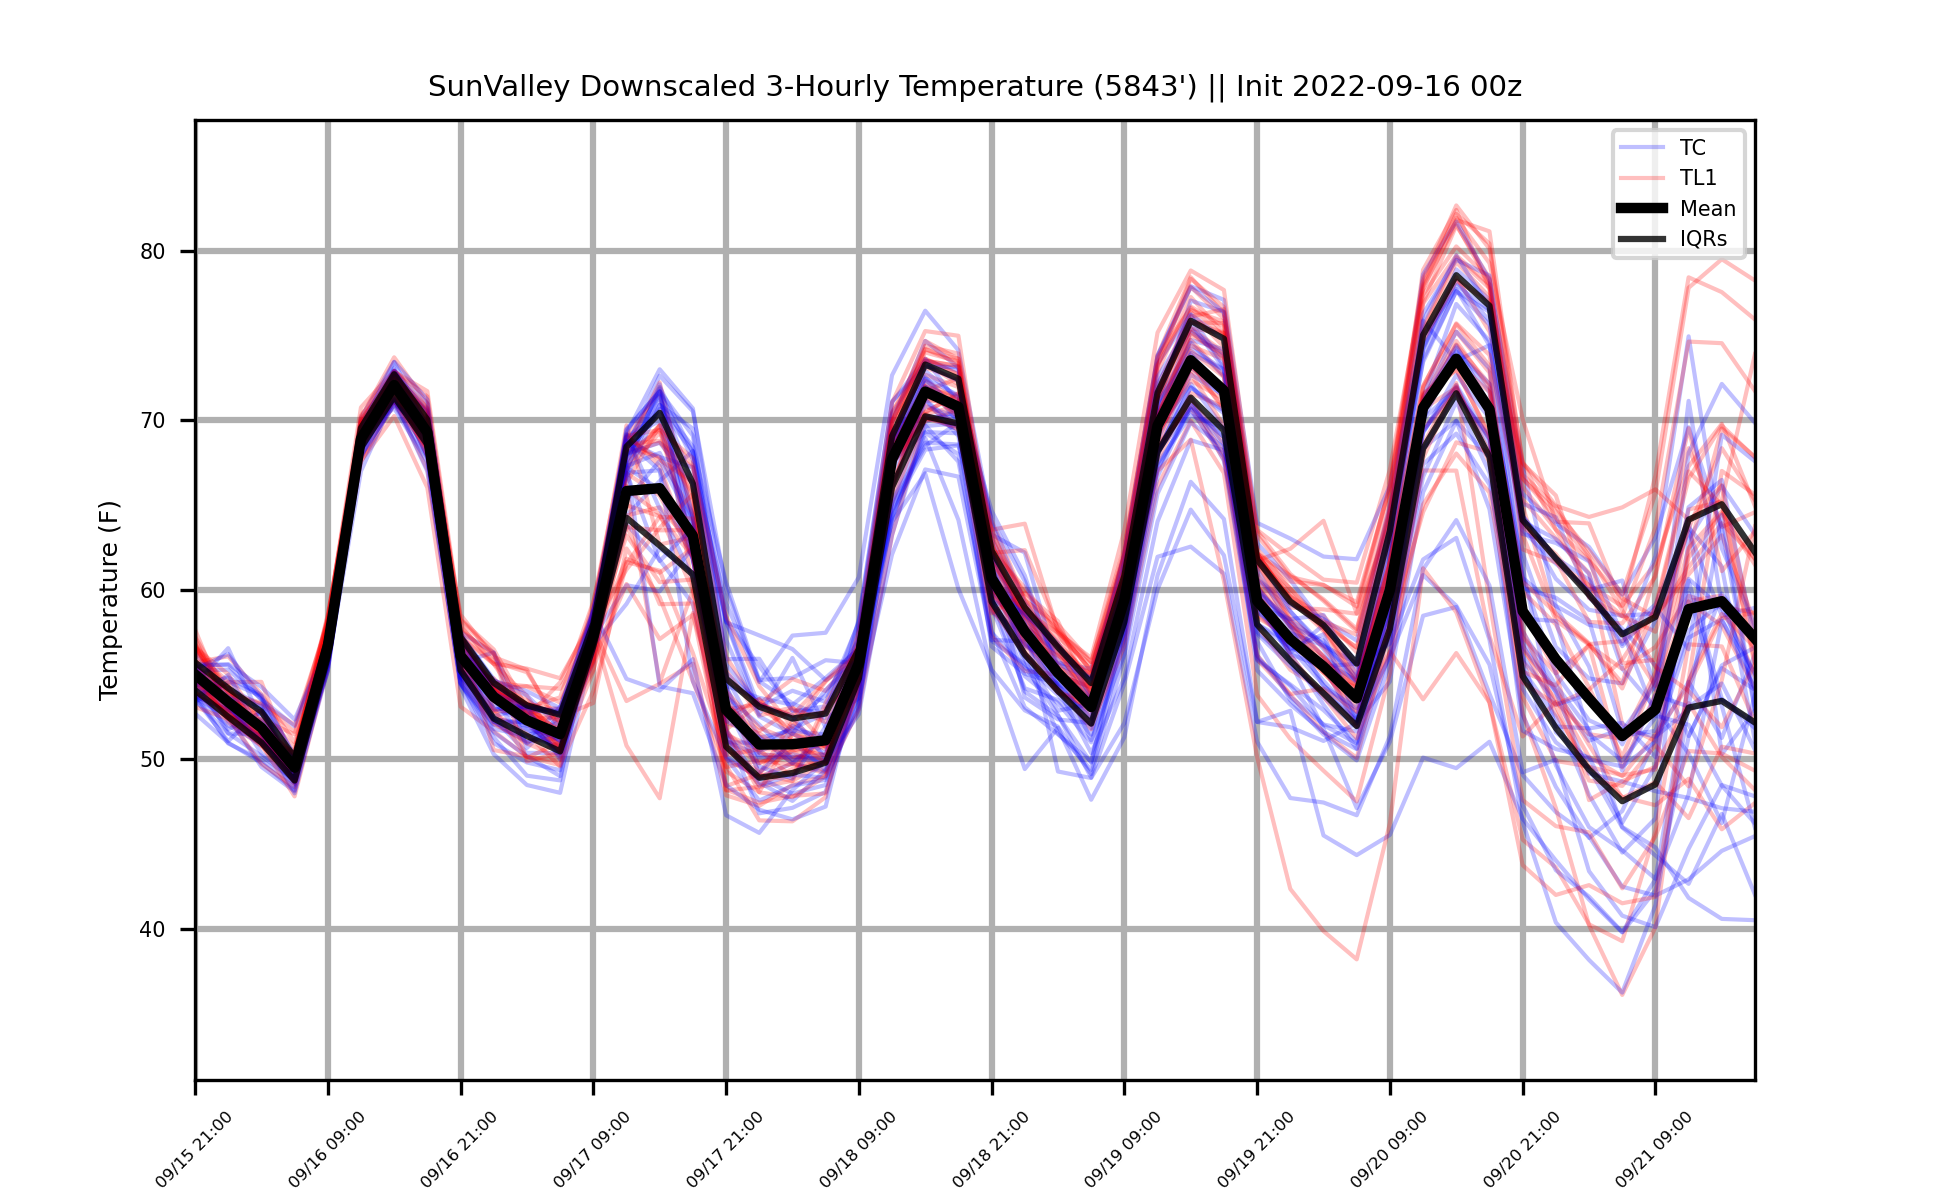 SunValley Downscaled 3-Hourly Temperature (5843') || Init 2022-09-16 00z
TC
TL1
Mean
IQRs
Temperature (F)
80
70
60
50
40
09/15 21:00
09/16 09:00
09/16 21:00
09/17 09:00
09/17 21:00
09/18 09:00
09/18 21:00
09/19 09:00
09/19 21:00
09/20 09:00
09/20 21:00
09/21 09:00